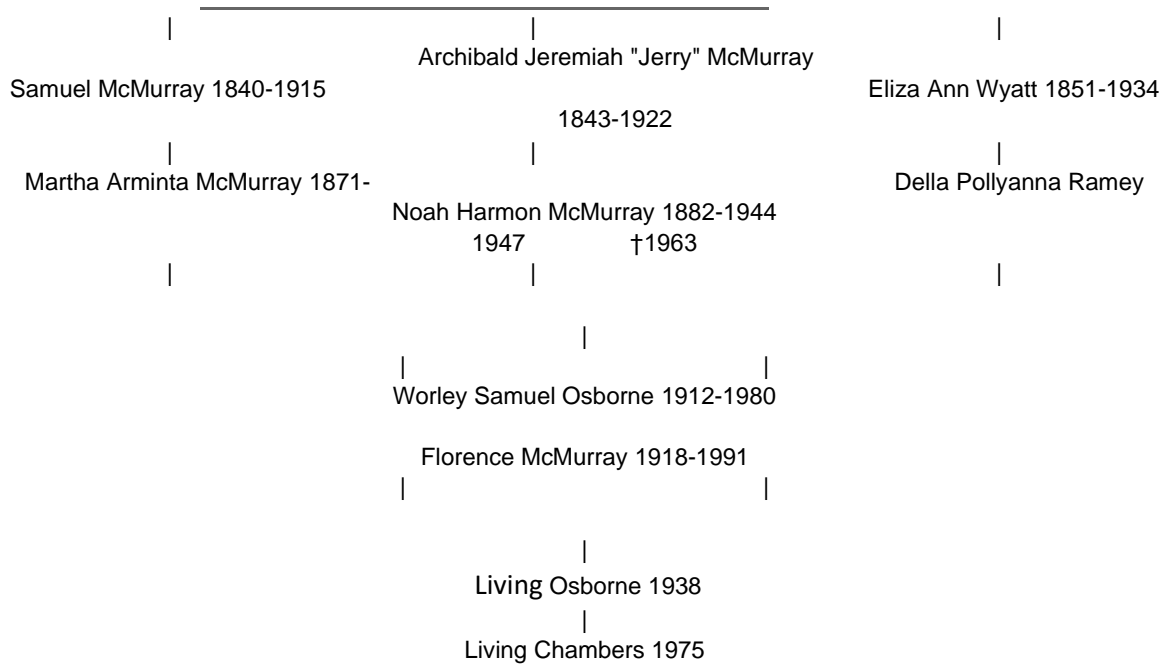 Archibald Jeremiah "Jerry" McMurray
Samuel McMurray 1840-1915 Eliza Ann Wyatt 1851-1934
1843-1922
Martha Arminta McMurray 1871- Della Pollyanna Ramey
Noah Harmon McMurray 1882-1944
1947 †1963
Worley Samuel Osborne 1912-1980
Florence McMurray 1918-1991
Living Osborne 1938
Living Chambers 1975